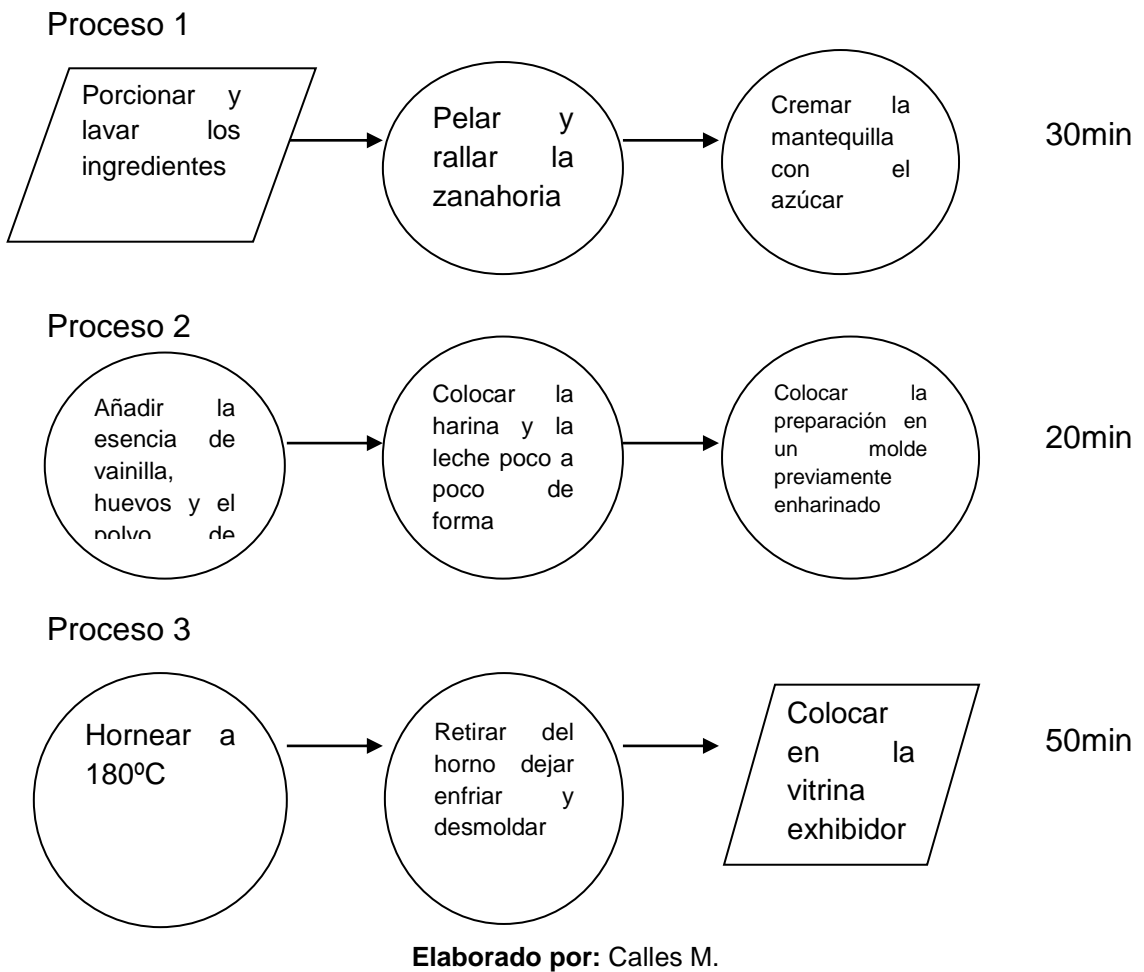 Proceso 1
Porcionar y
lavar los
ingredientes
Pelar y
rallar la
zanahoria
Cremar la
mantequilla
con el
azúcar
30min
Proceso 2
Añadir la
esencia de
vainilla,
huevos y el
polvo de
Colocar la
harina y la
leche poco a
poco de
forma
Colocar la
preparación en
un molde
previamente
enharinado
20min
Proceso 3
Hornear a
180ºC
Retirar del
horno dejar
enfriar y
desmoldar
Colocar
en la
vitrina
exhibidor
50min
Elaborado por: Calles M.